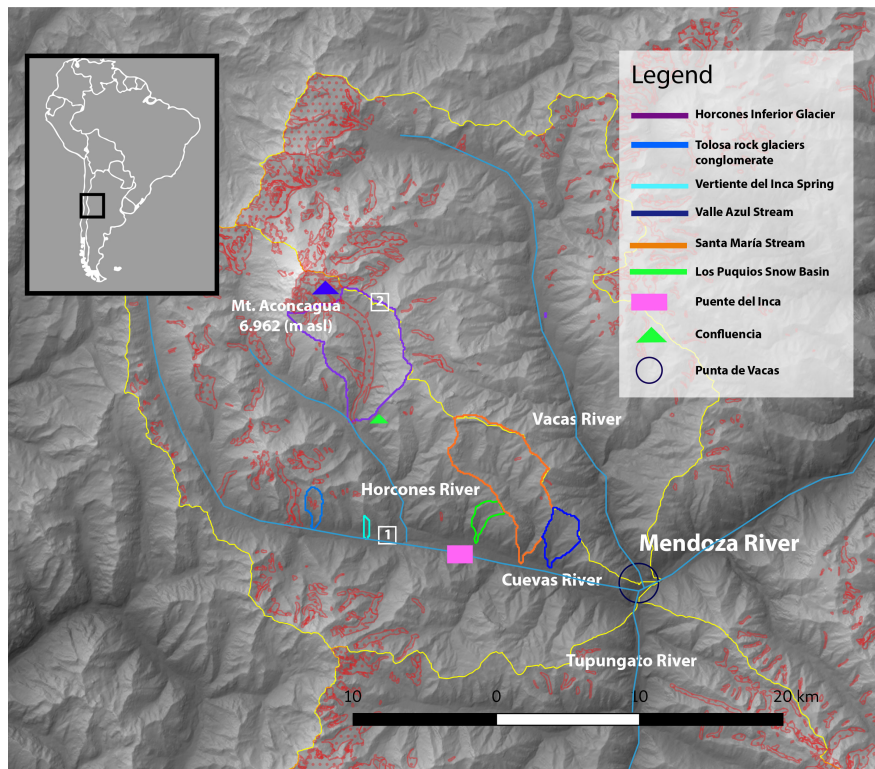 Legend
Horcones Inferior Glacier
Tolosa rock glaciers
conglomerate
Vertiente del Inca Spring
Valle Azul Stream
Santa María Stream
Los Puquios Snow Basin
Puente del Inca
Confluencia
Punta de Vacas
2
Mt. Aconcagua
6.962 (m asl)
Vacas River
Horcones River
1
Mendoza River
Cuevas River
Tupungato River
10 0 10 20 km